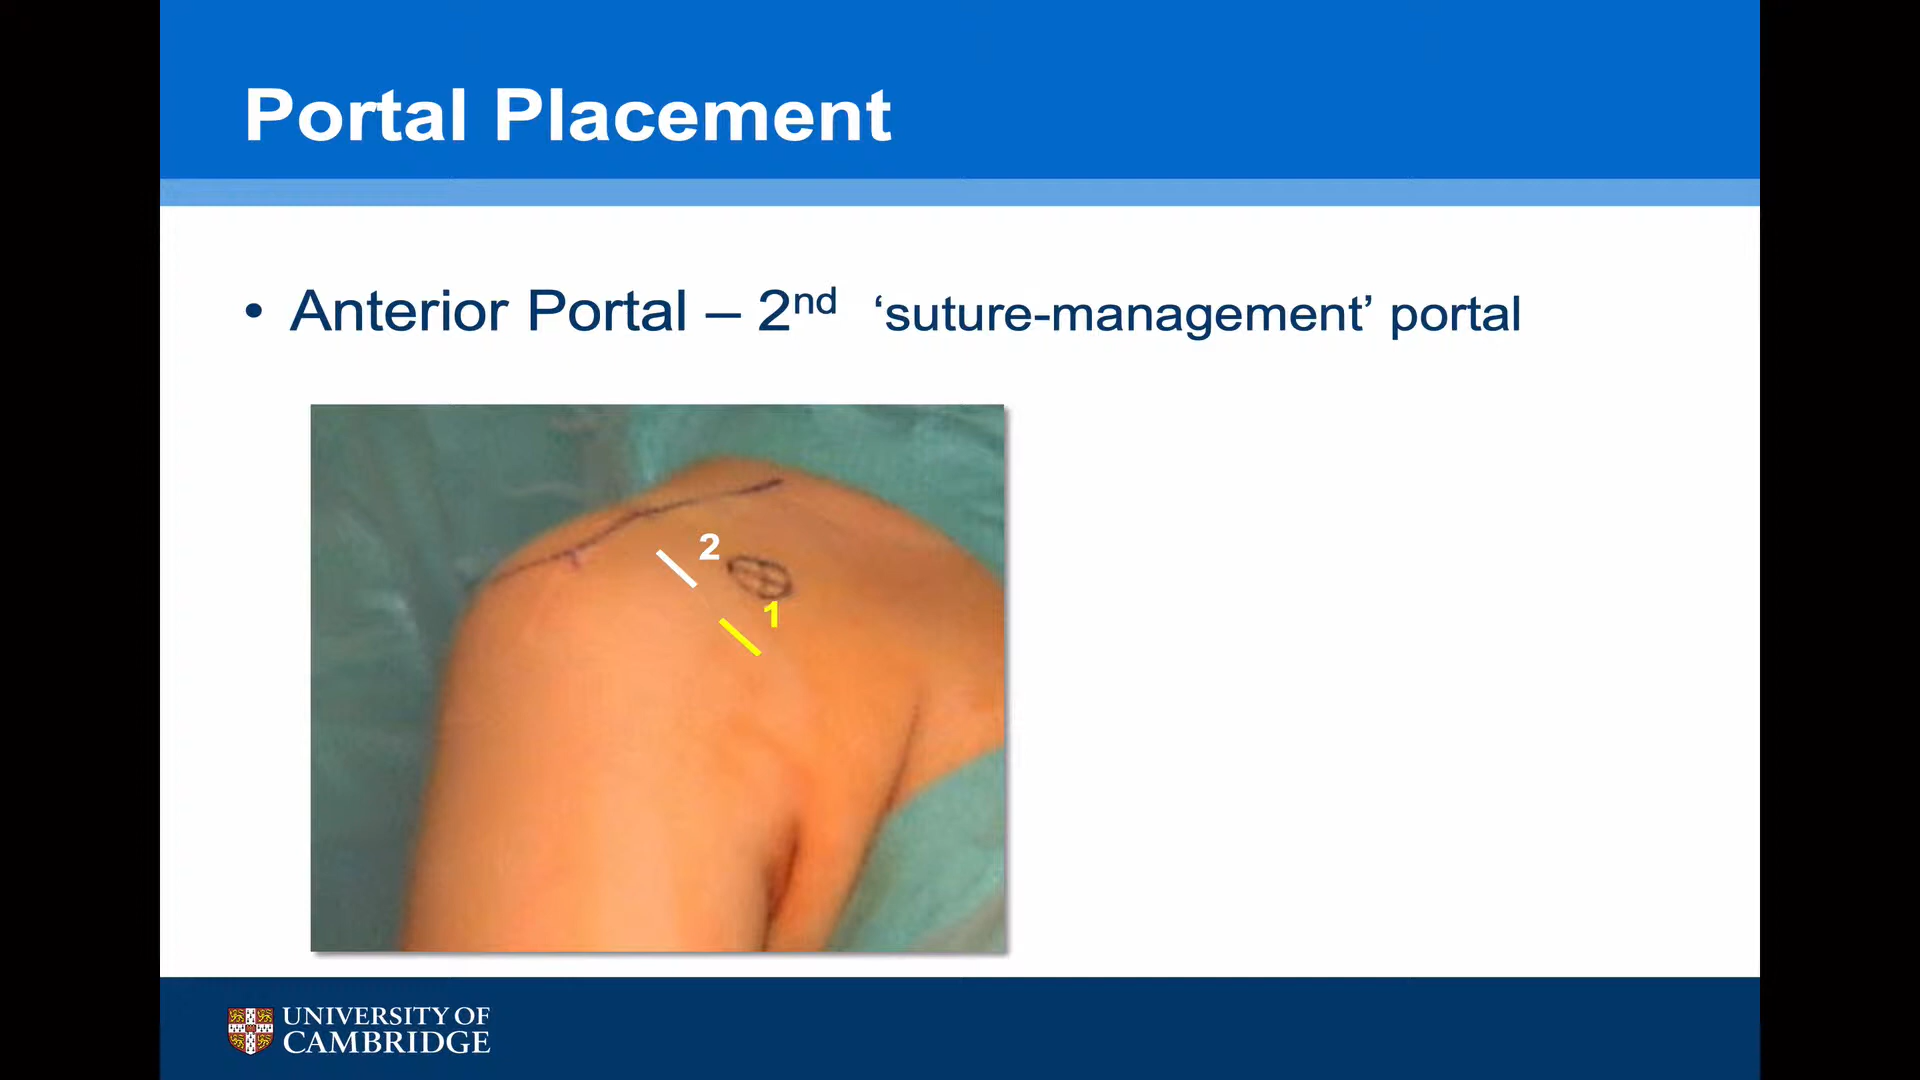 Portal Placement
• Anterior Portal – 2nd ‘suture-management’ portal
2
1
UNIVERSITY OF
CAMBRIDGE